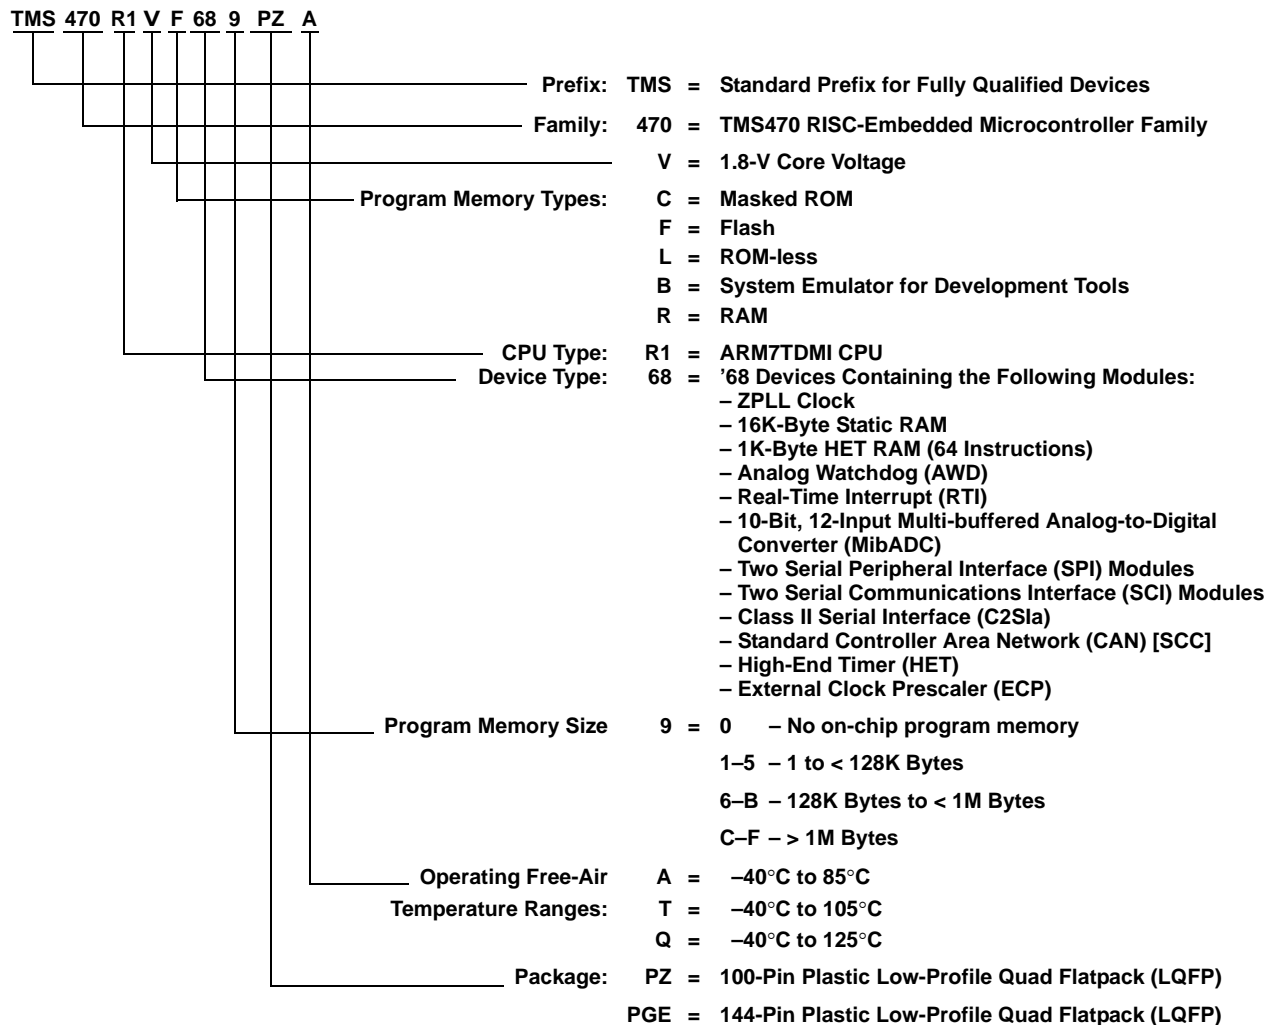 TMS 470 R1 V F 68 9 PZ A
Prefix: TMS = Standard Prefix for Fully Qualified Devices
Family: 470 = TMS470 RISC-Embedded Microcontroller Family
V = 1.8-V Core Voltage
Program Memory Types: C = Masked ROM
F = Flash
L = ROM-less
B = System Emulator for Development Tools
R = RAM
CPU Type: R1 = ARM7TDMI CPU
Device Type: 68 = ’68 Devices Containing the Following Modules:
– ZPLL Clock
– 16K-Byte Static RAM
– 1K-Byte HET RAM (64 Instructions)
– Analog Watchdog (AWD)
– Real-Time Interrupt (RTI)
– 10-Bit, 12-Input Multi-buffered Analog-to-Digital
Converter (MibADC)
– Two Serial Peripheral Interface (SPI) Modules
– Two Serial Communications Interface (SCI) Modules
– Class II Serial Interface (C2SIa)
– Standard Controller Area Network (CAN) [SCC]
– High-End Timer (HET)
– External Clock Prescaler (ECP)
Program Memory Size 9 = 0 – No on-chip program memory
1–5 – 1 to < 128K Bytes
6–B – 128K Bytes to < 1M Bytes
C–F – > 1M Bytes
Operating Free-Air A = –40°C to 85°C
Temperature Ranges: T = –40°C to 105°C
Q = –40°C to 125°C
Package: PZ = 100-Pin Plastic Low-Profile Quad Flatpack (LQFP)
PGE = 144-Pin Plastic Low-Profile Quad Flatpack (LQFP)